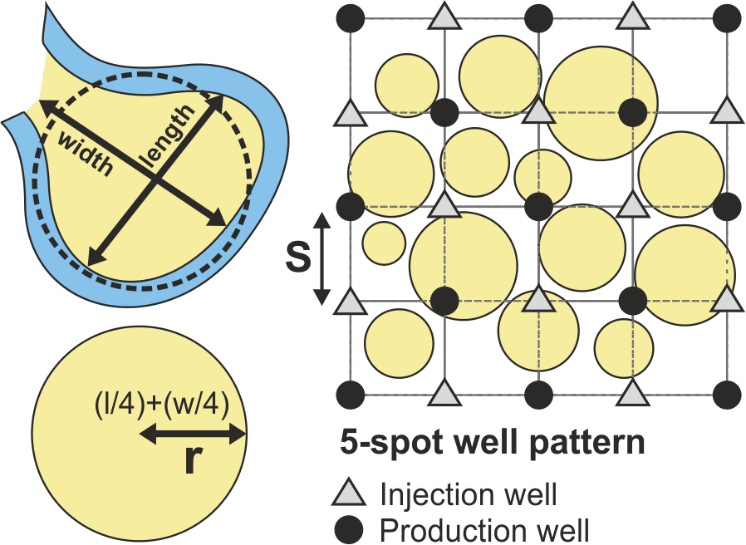 width
length
S
(l/4)+(w/4)
r
5-spot well pattern
Injection well
Production well